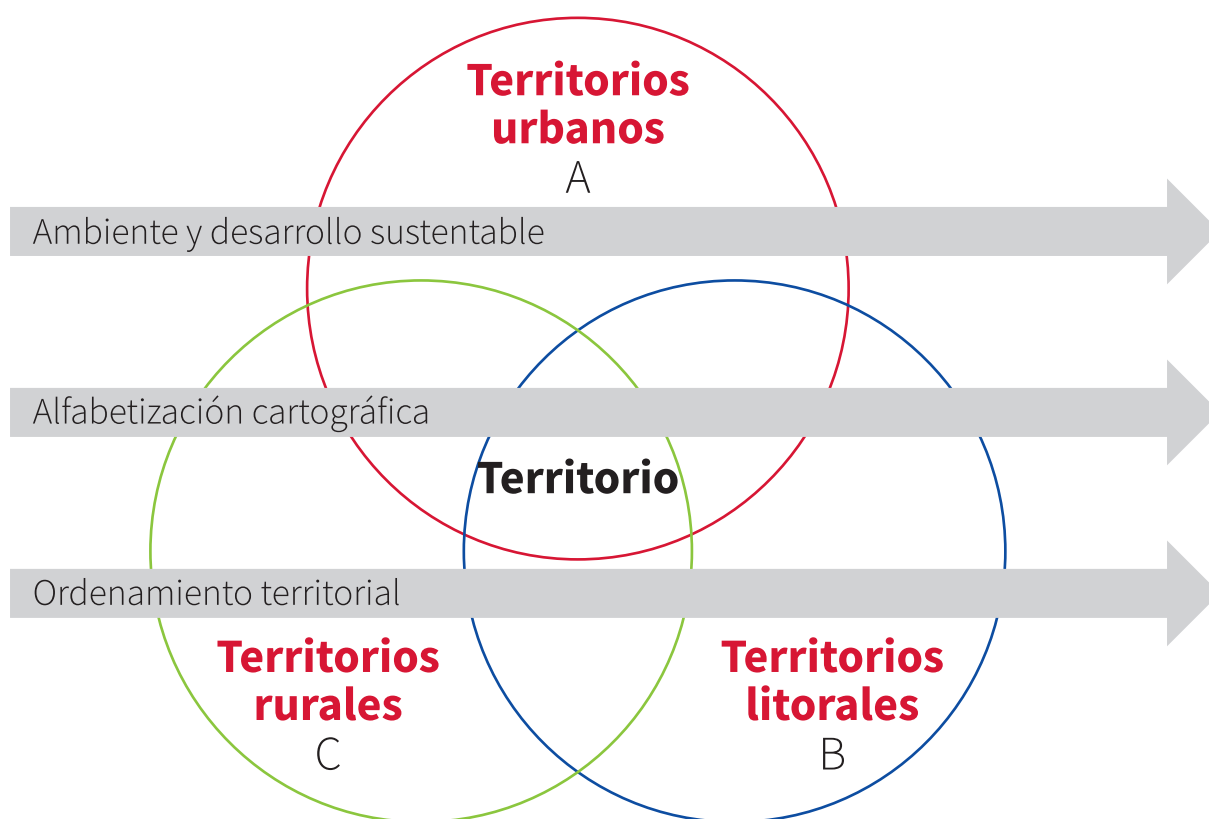 Territorios
urbanos
A
Ambiente y desarrollo sustentable
Alfabetización cartográfica
Territorio
Ordenamiento territorial
Territorios
rurales
C
Territorios
litorales
B